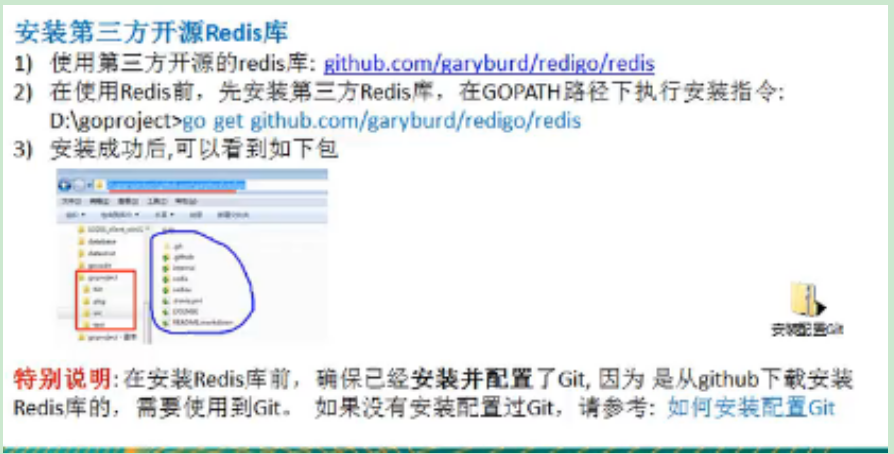 安装第三方开源Redis库
1) 使用第三方开源的redis库: github.com/garyburd/redigo/redis
2) 在使用Redis前，先安装第三方Redis库，在GOPATH路径下执行安装指令:
D:\goproject>go get github.com/garyburd/redigo/redis
3) 安装成功后,可以看到如下包
database
goproject
.git
.github
internal
redis
redisx
LICENSE
README.markdown
安装配置Git
特别说明: 在安装Redis库前，确保已经安装并配置了Git, 因为 是从github下载安装
Redis库的，需要使用到Git。 如果没有安装配置过Git，请参考: 如何安装配置Git